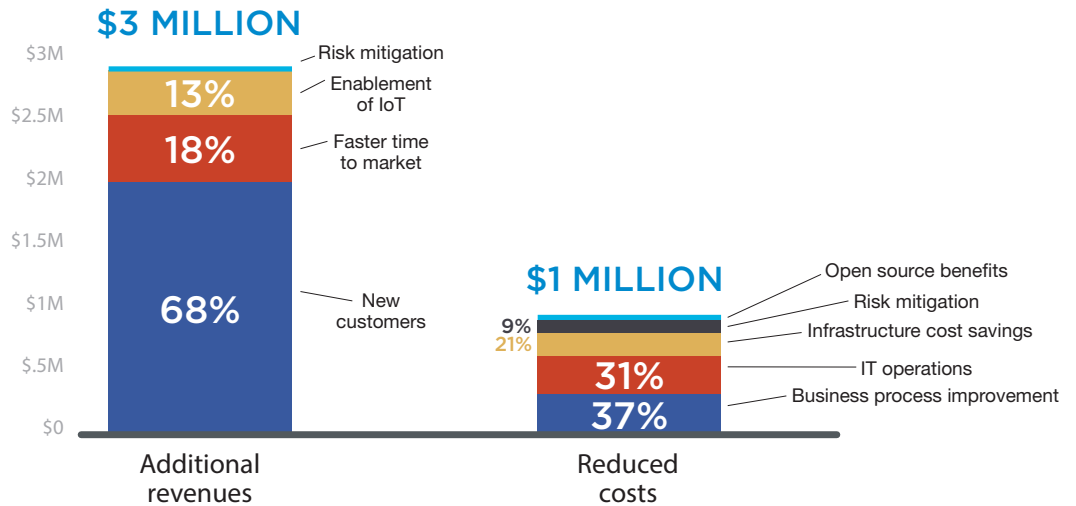 $3 MILLION
$3M
$2.5M
$2M
$1.5M
$1M
$.5M
$0
Risk mitigation
13%
Enablement
of IoT
18%
Faster time
to market
68%
New
customers
Additional
revenues
$1 MILLION
Open source benefits
9%
Risk mitigation
21%
Infrastructure cost savings
31%
IT operations
37%
Business process improvement
Reduced
costs